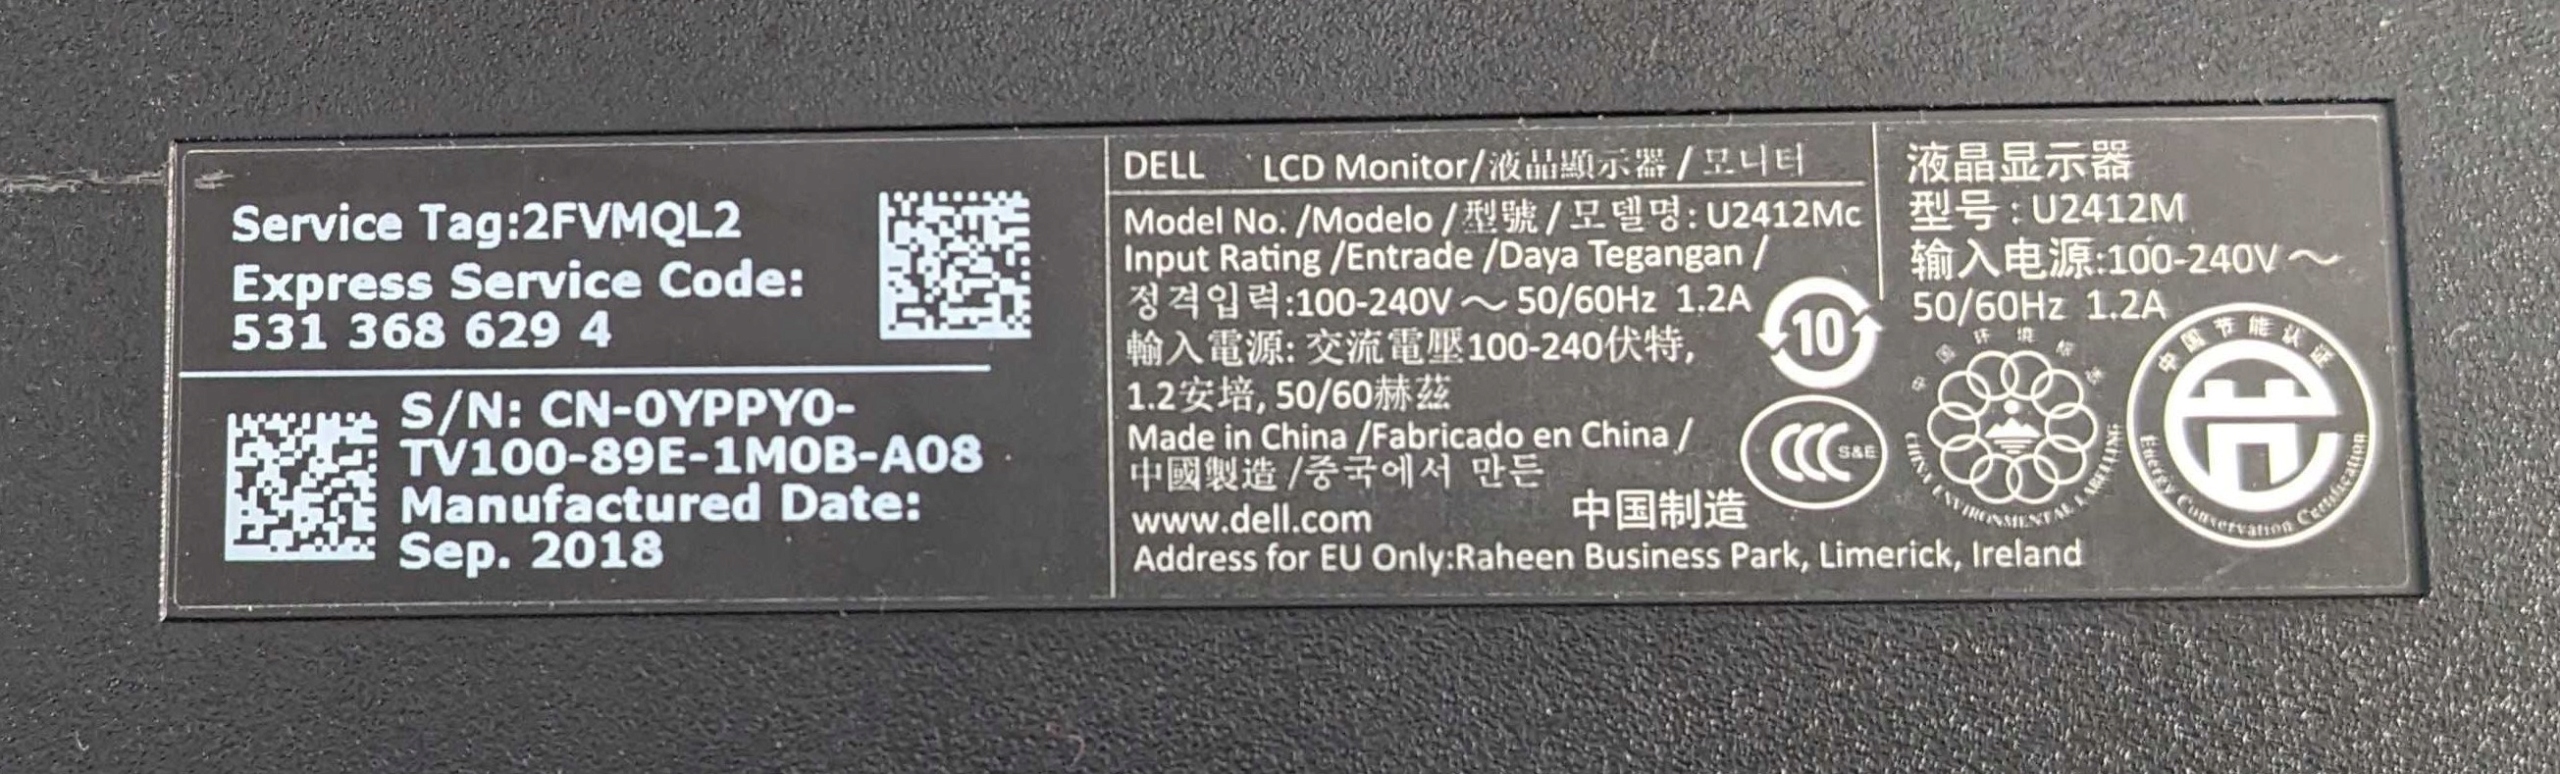 Service Tag:2FVMQL2
Express Service Code:
531 368 629 4
S/N: CN-0YPPY0-
TV100-89E-1M0B-A08
Manufactured Date:
Sep. 2018
DELL LCD Monitor/液晶顯示器/모니터
Model No. /Modelo /型號/모델명: U2412Mc
Input Rating /Entrade /Daya Tegangan /
정격입력:100-240V ～ 50/60Hz 1.2A
輸入電源: 交流電壓100-240伏特,
1.2安培, 50/60赫茲
Made in China /Fabricado en China /
中國製造 /중국에서 만든
www.dell.com
中国制造
Address for EU Only:Raheen Business Park, Limerick, Ireland
10
CCC S&E
液晶显示器
型号: U2412M
输入电源:100-240V ～
50/60Hz 1.2A
中国环境标志
CHINA ENVIRONMENTAL LABELLING
中国节能认证
Energy Conservation Certification